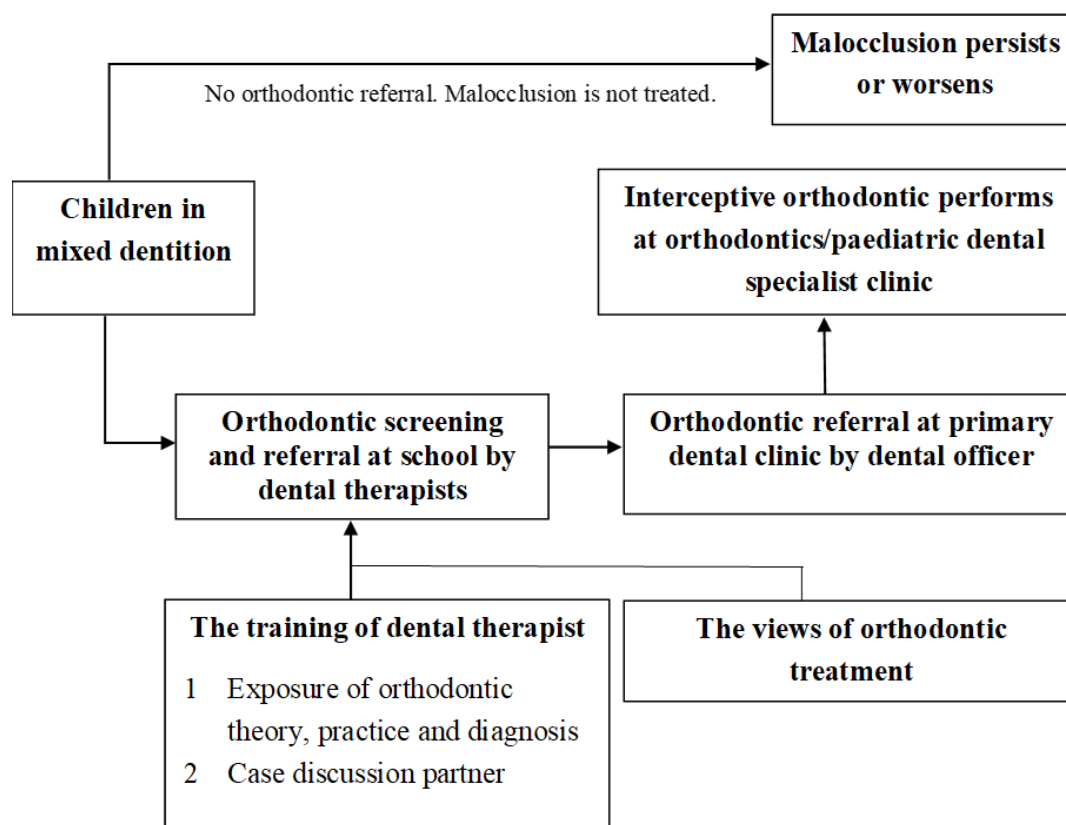 Malocclusion persists
or worsens
No orthodontic referral. Malocclusion is not treated.
Children in
mixed dentition
Interceptive orthodontic performs
at orthodontics/paediatric dental
specialist clinic
Orthodontic screening
and referral at school by
dental therapists
Orthodontic referral at primary
dental clinic by dental officer
The training of dental therapist
1 Exposure of orthodontic
theory, practice and diagnosis
2 Case discussion partner
The views of orthodontic
treatment